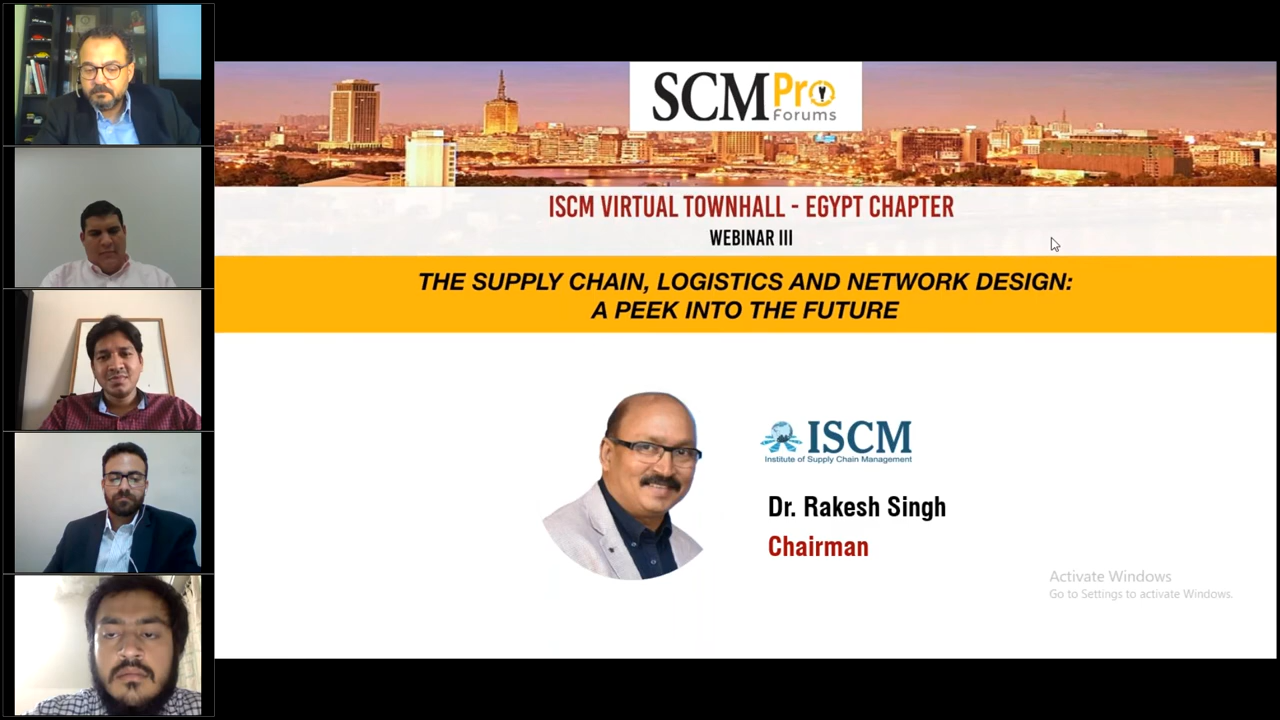 SCMPro
Forums
ISCM VIRTUAL TOWNHALL - EGYPT CHAPTER
WEBINAR III
THE SUPPLY CHAIN, LOGISTICS AND NETWORK DESIGN:
A PEEK INTO THE FUTURE
ISCM
Institute of Supply Chain Management
Dr. Rakesh Singh
Chairman
Activate Windows
Go to Settings to activate Windows.